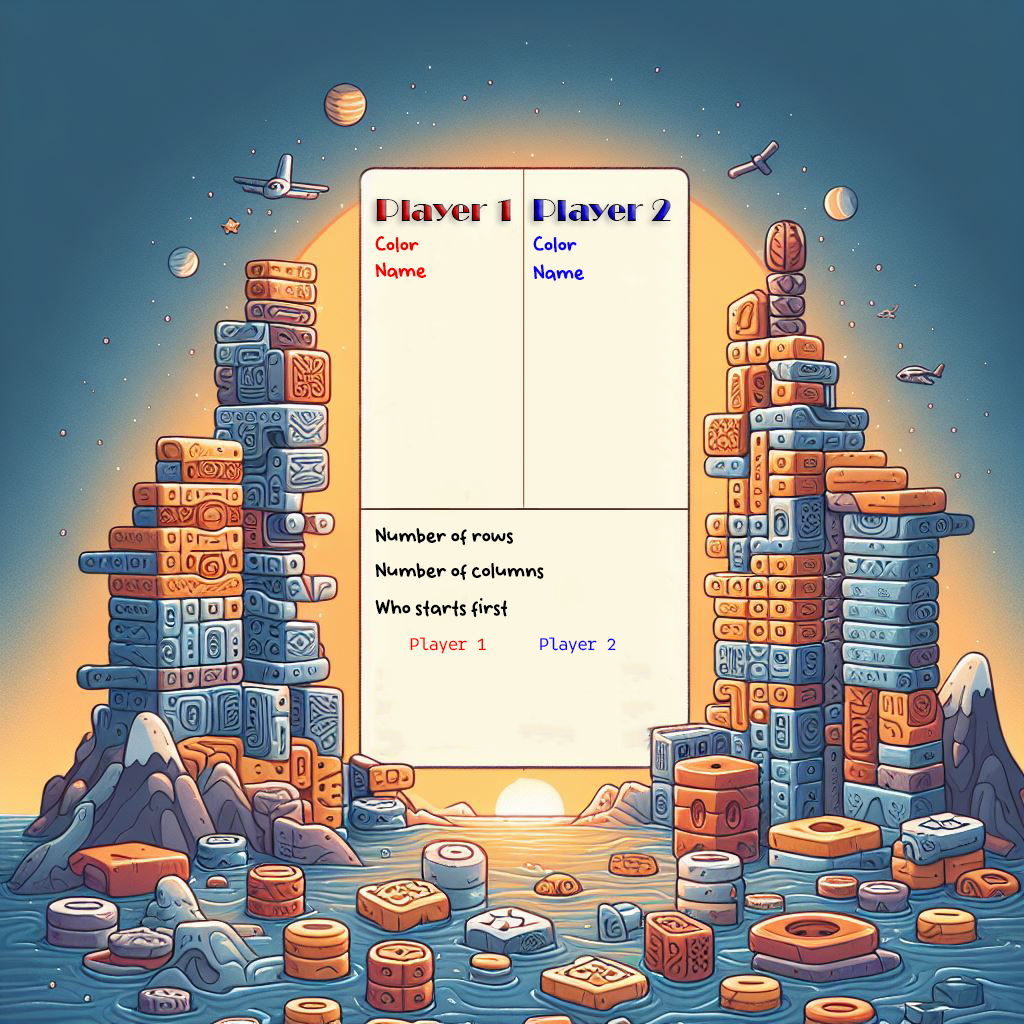 Player 1
Color
Name
Player 2
Color
Name
Number of rows
Number of columns
Who starts first
Player 1 Player 2